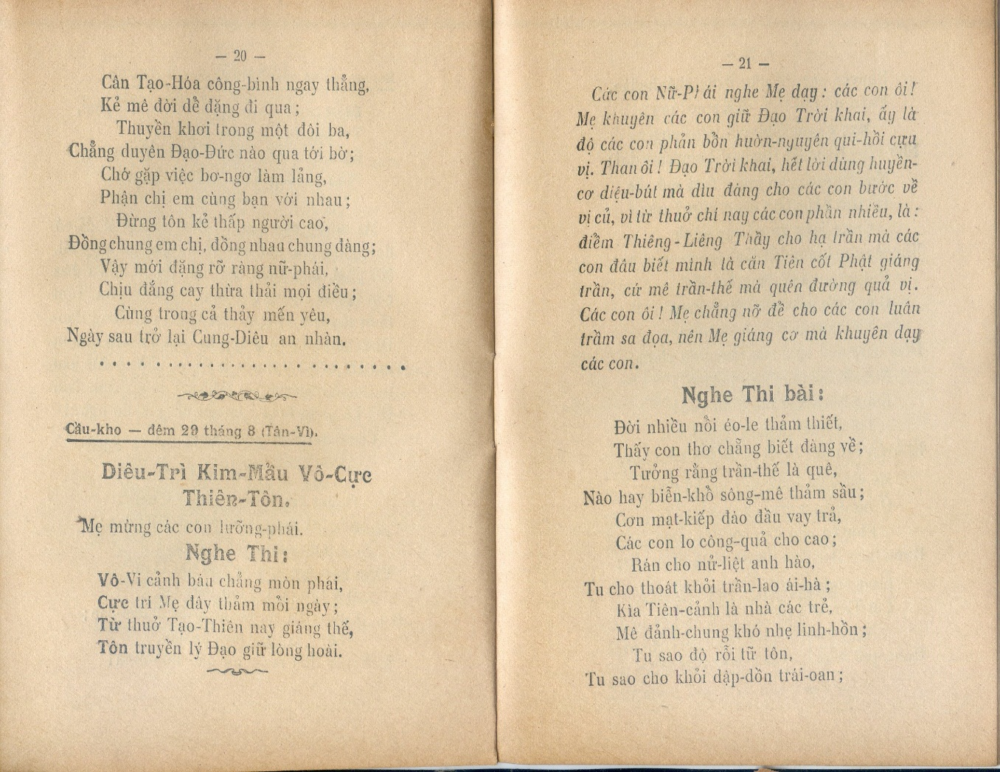 — 20 —
Cân Tạo-Hóa công-bình ngay thẳng,
Kẻ mê đời dể đặng đi qua ;
Thuyền khơi trong một đôi ba,
Chẳng duyên Đạo-Đức nào qua tới bờ ;
Chớ gặp việc bơ-ngơ làm lảng,
Phận chị em cùng bạn với nhau ;
Đừng tôn kẻ thấp người cao,
Đồng chung em chị, đồng nhau chung đàng ;
Vậy mới đặng rỡ ràng nữ-phái,
Chịu đắng cay thừa thải mọi điều ;
Cùng trong cả thảy mến yêu,
Ngày sau trở lại Cung-Diêu an nhàn.
. . . . . . . . . . . . . . . . . . . . . . . . .
Cầu-kho — đêm 29 tháng 8 (Tân-Vì).
Diêu-Trì Kim-Mẫu Vô-Cực
Thiên-Tôn.
Mẹ mừng các con lưỡng-phái.
Nghe Thi :
Vô-Vi cảnh báu chẳng mòn phái,
Cực trí Mẹ đây thảm mỗi ngày ;
Từ thuở Tạo-Thiên nay giáng thế,
Tôn truyền lý Đạo giữ lòng hoài.
— 21 —
Các con Nữ-Phái nghe Mẹ dạy : các con ôi !
Mẹ khuyên các con giữ Đạo Trời khai, ấy là
độ các con phản bồn huờn-nguyên qui-hồi cựu
vị. Than ôi ! Đạo Trời khai, hết lời dùng huyền-
cơ diệu-bút mà dìu đàng cho các con bước về
vị củ, vì từ thuở chí nay các con phần nhiều, là :
điểm Thiêng-Liêng Thầy cho hạ trần mà các
con đâu biết mình là căn Tiên cốt Phật giáng
trần, cứ mê trần-thế mà quên đường quả vị.
Các con ôi ! Mẹ chẳng nỡ để cho các con luân
trầm sa đọa, nên Mẹ giáng cơ mà khuyên dạy
các con.
Nghe Thi bài :
Đời nhiều nỗi éo-le thảm thiết,
Thấy con thơ chẳng biết đàng về ;
Tưởng rằng trần-thế là quê,
Nào hay biển-khổ sông-mê thảm sầu ;
Cơn mạt-kiếp đáo đầu vay trả,
Các con lo công-quả cho cao ;
Rán cho nử-liệt anh hào,
Tu cho thoát khỏi trần-lao ái-hà ;
Kìa Tiên-cảnh là nhà các trẻ,
Mê đảnh-chung khó nhẹ linh-hồn ;
Tu sao độ rỗi tử tôn,
Tu sao cho khỏi dập-dồn trái-oan ;